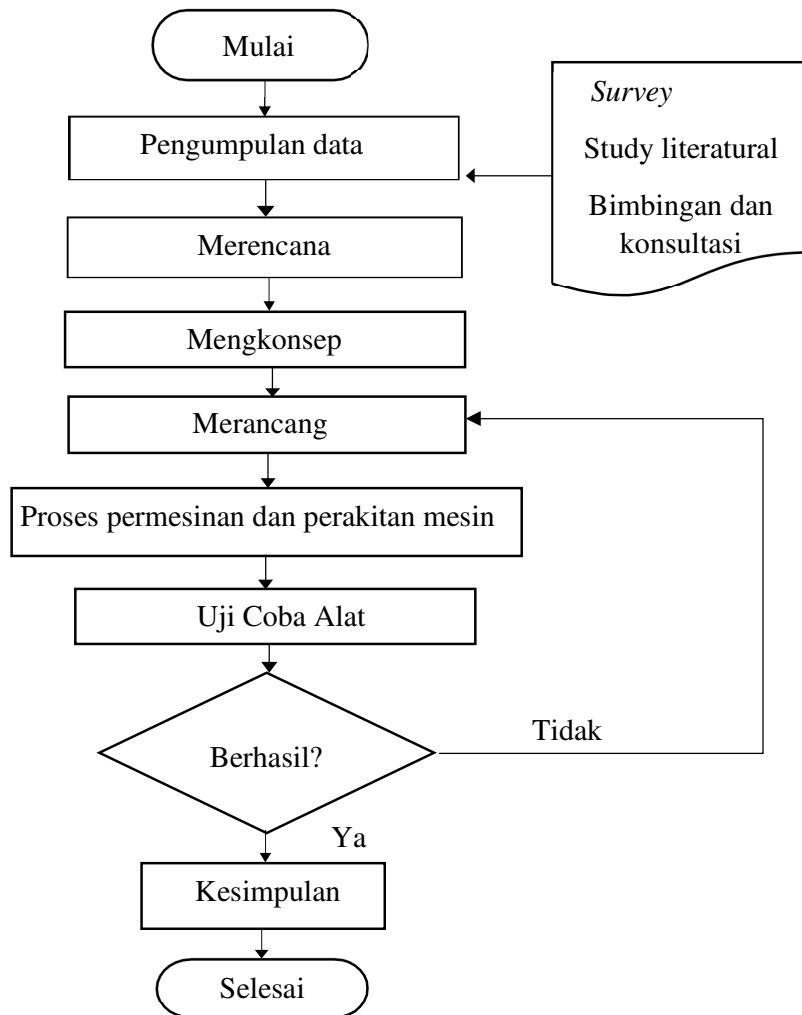 Mulai
Survey
Study literatural
Bimbingan dan
konsultasi
Pengumpulan data
Merencana
Mengkonsep
Merancang
Proses permesinan dan perakitan mesin
Uji Coba Alat
Berhasil?
Tidak
Ya
Kesimpulan
Selesai